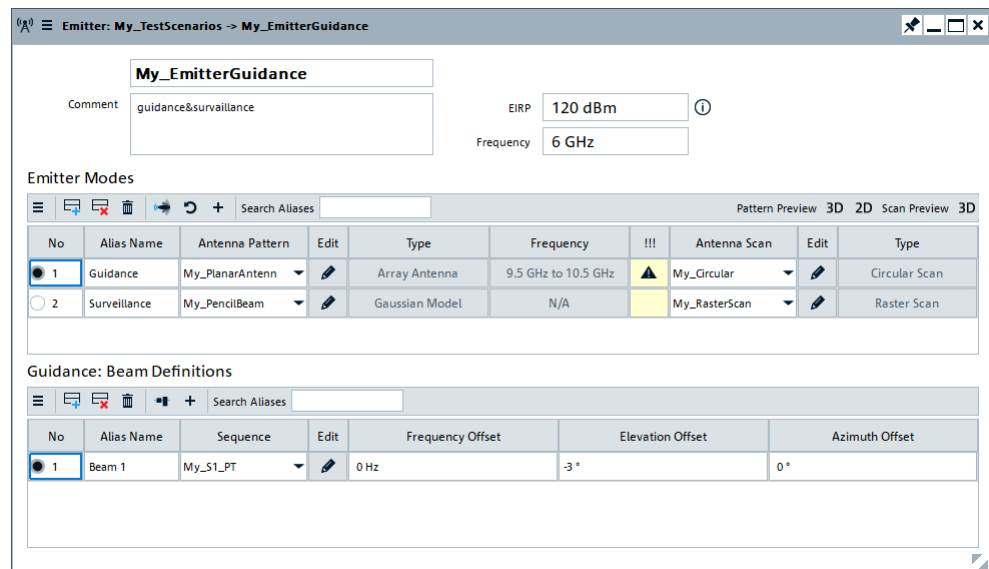 Emitter: My_TestScenarios -> My_EmitterGuidance
My_EmitterGuidance
Comment guidance&survaillance
EIRP 120 dBm
Frequency 6 GHz
Emitter Modes
Search Aliases Pattern Preview 3D 2D Scan Preview 3D
No Alias Name Antenna Pattern Edit Type Frequency !!! Antenna Scan Edit Type
1 Guidance My_PlanarAntenn Array Antenna 9.5 GHz to 10.5 GHz My_Circular Circular Scan
2 Surveillance My_PencilBeam Gaussian Model N/A My_RasterScan Raster Scan
Guidance: Beam Definitions
Search Aliases
No Alias Name Sequence Edit Frequency Offset Elevation Offset Azimuth Offset
1 Beam 1 My_S1_PT 0 Hz -3 ° 0 °